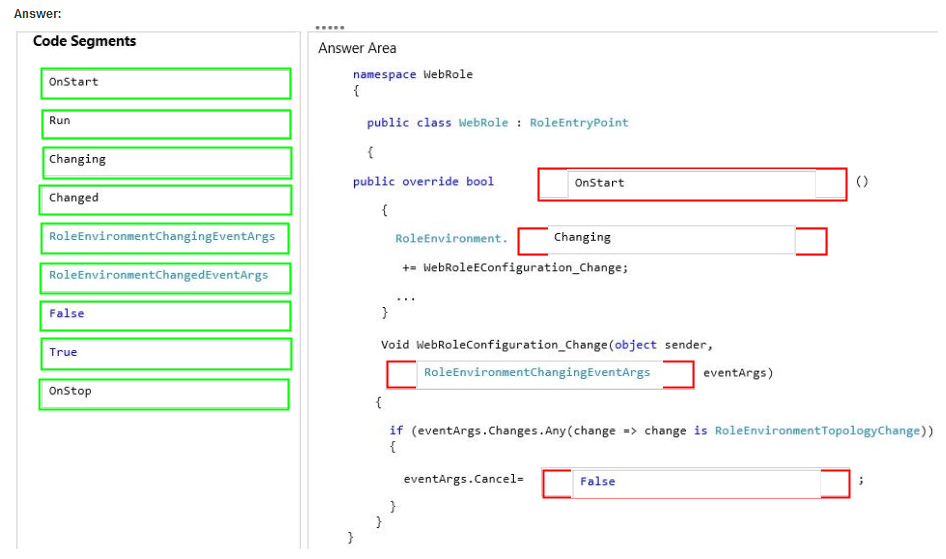 Answer:
Code Segments
OnStart
Run
Changing
Changed
RoleEnvironmentChangingEventArgs
RoleEnvironmentChangedEventArgs
False
True
OnStop
Answer Area
namespace WebRole
{
public class WebRole : RoleEntryPoint
{
public override bool OnStart ()
{
RoleEnvironment. Changing
+= WebRoleEConfiguration_Change;
...
}
Void WebRoleConfiguration_Change(object sender,
RoleEnvironmentChangingEventArgs eventArgs)
{
if (eventArgs.Changes.Any(change => change is RoleEnvironmentTopologyChange))
{
eventArgs.Cancel= False ;
}
}
}